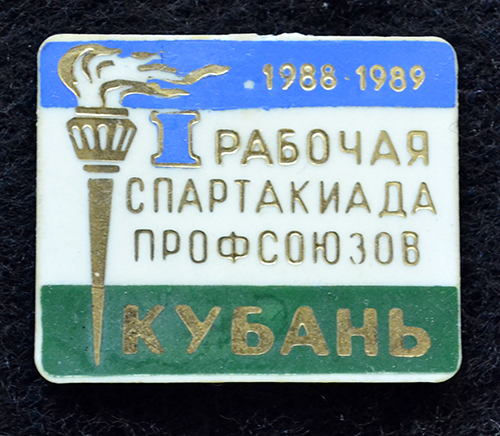 1988-1989
I РАБОЧАЯ
СПАРТАКИАДА
ПРОФСОЮЗОВ
КУБАНЬ